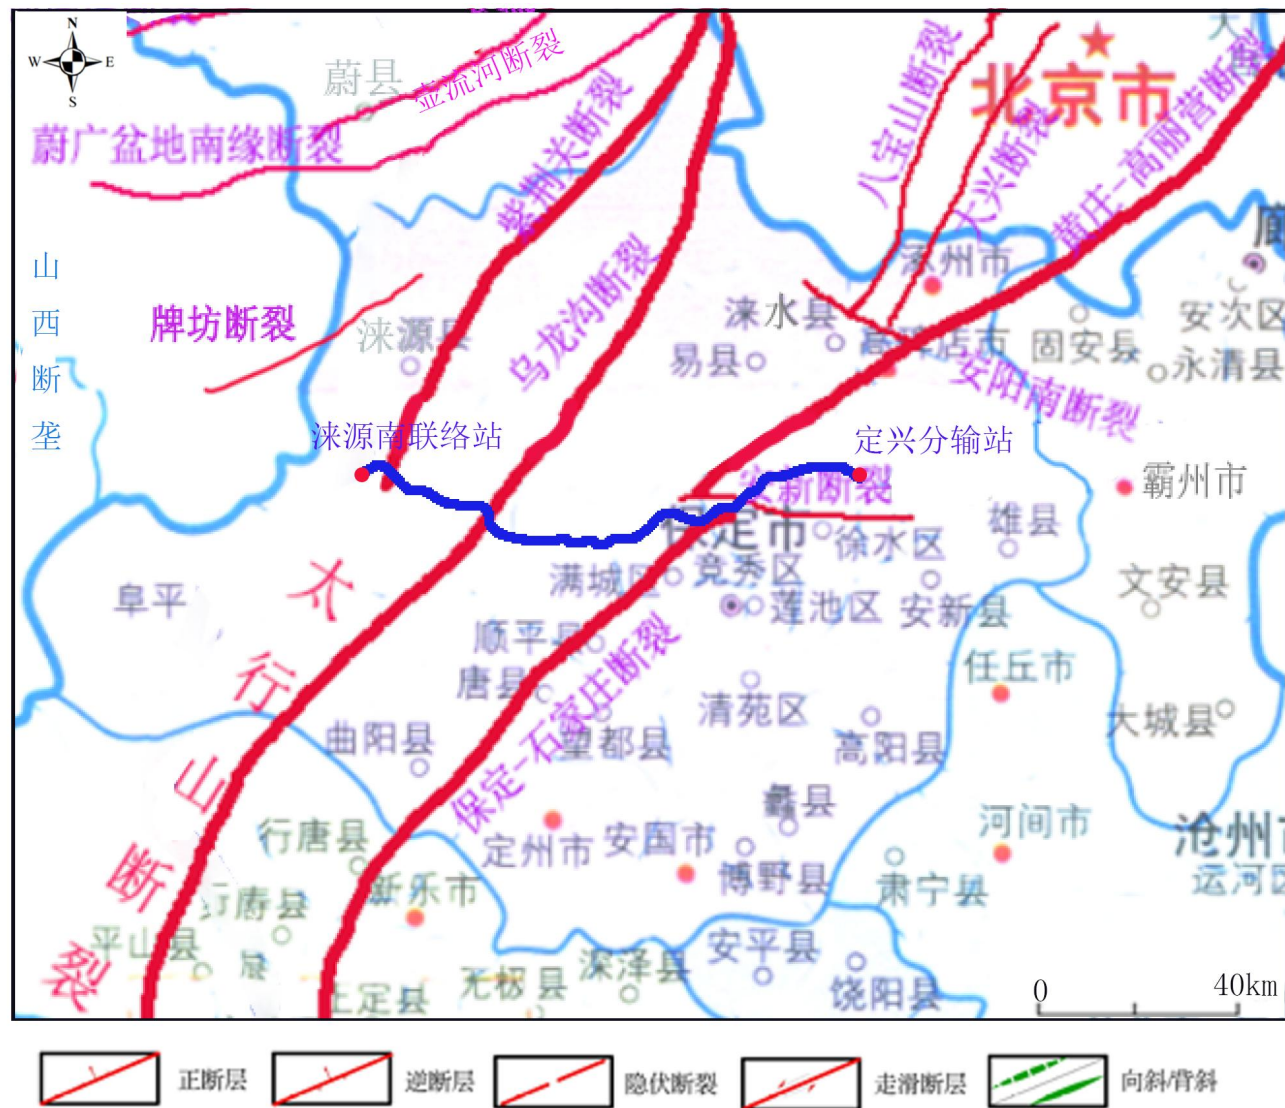 N
W E
S
蔚县
壶流河断裂
蔚广盆地南缘断裂
紫荆关断裂
八宝山断裂
北京市
大兴断裂
黄庄-高丽营断裂
山西断垄
牌坊断裂
涞源县
乌龙沟断裂
涞水县
易县
涿州市
高碑店市
固安县
安次区
永清县
安阳南断裂
涞源南联络站
定兴分输站
霸州市
安新断裂
保定市
徐水区
雄县
阜平
满城区
竞秀区
莲池区
安新县
文安县
太行山断裂
顺平县
唐县
保定-石家庄断裂
清苑区
任丘市
大城县
曲阳县
望都县
高阳县
蠡县
行唐县
定州市
安国市
博野县
河间市
沧州市
运河区
肃宁县
新乐市
平山县
正定县
无极县
深泽县
安平县
饶阳县
0 40km
正断层
逆断层
隐伏断裂
走滑断层
向斜/背斜